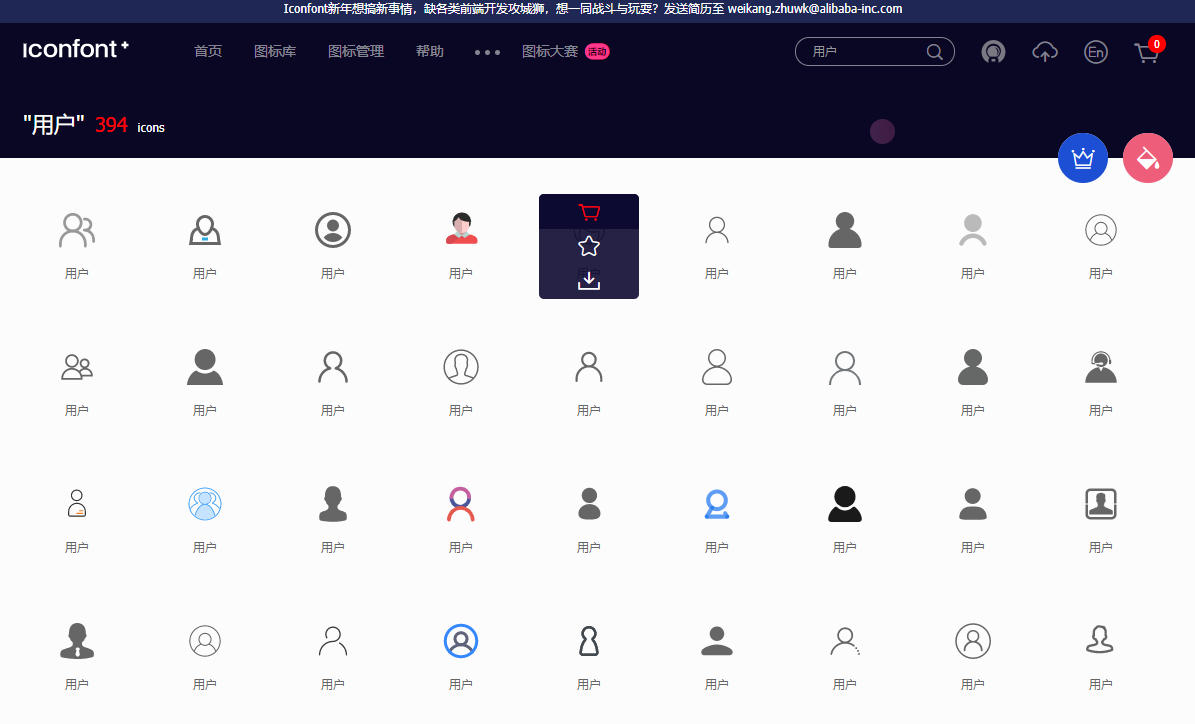 Iconfont新年想搞新事情，缺各类前端开发攻城狮，想一同战斗与玩耍？发送简历至 weikang.zhuwk@alibaba-inc.com
iconfont+ 首页 图标库 图标管理 帮助 ••• 图标大赛 活动 用户 En 0
"用户" 394 icons
用户 用户 用户 用户 用户 用户 用户 用户
用户 用户 用户 用户 用户 用户 用户 用户 用户
用户 用户 用户 用户 用户 用户 用户 用户 用户
用户 用户 用户 用户 用户 用户 用户 用户 用户